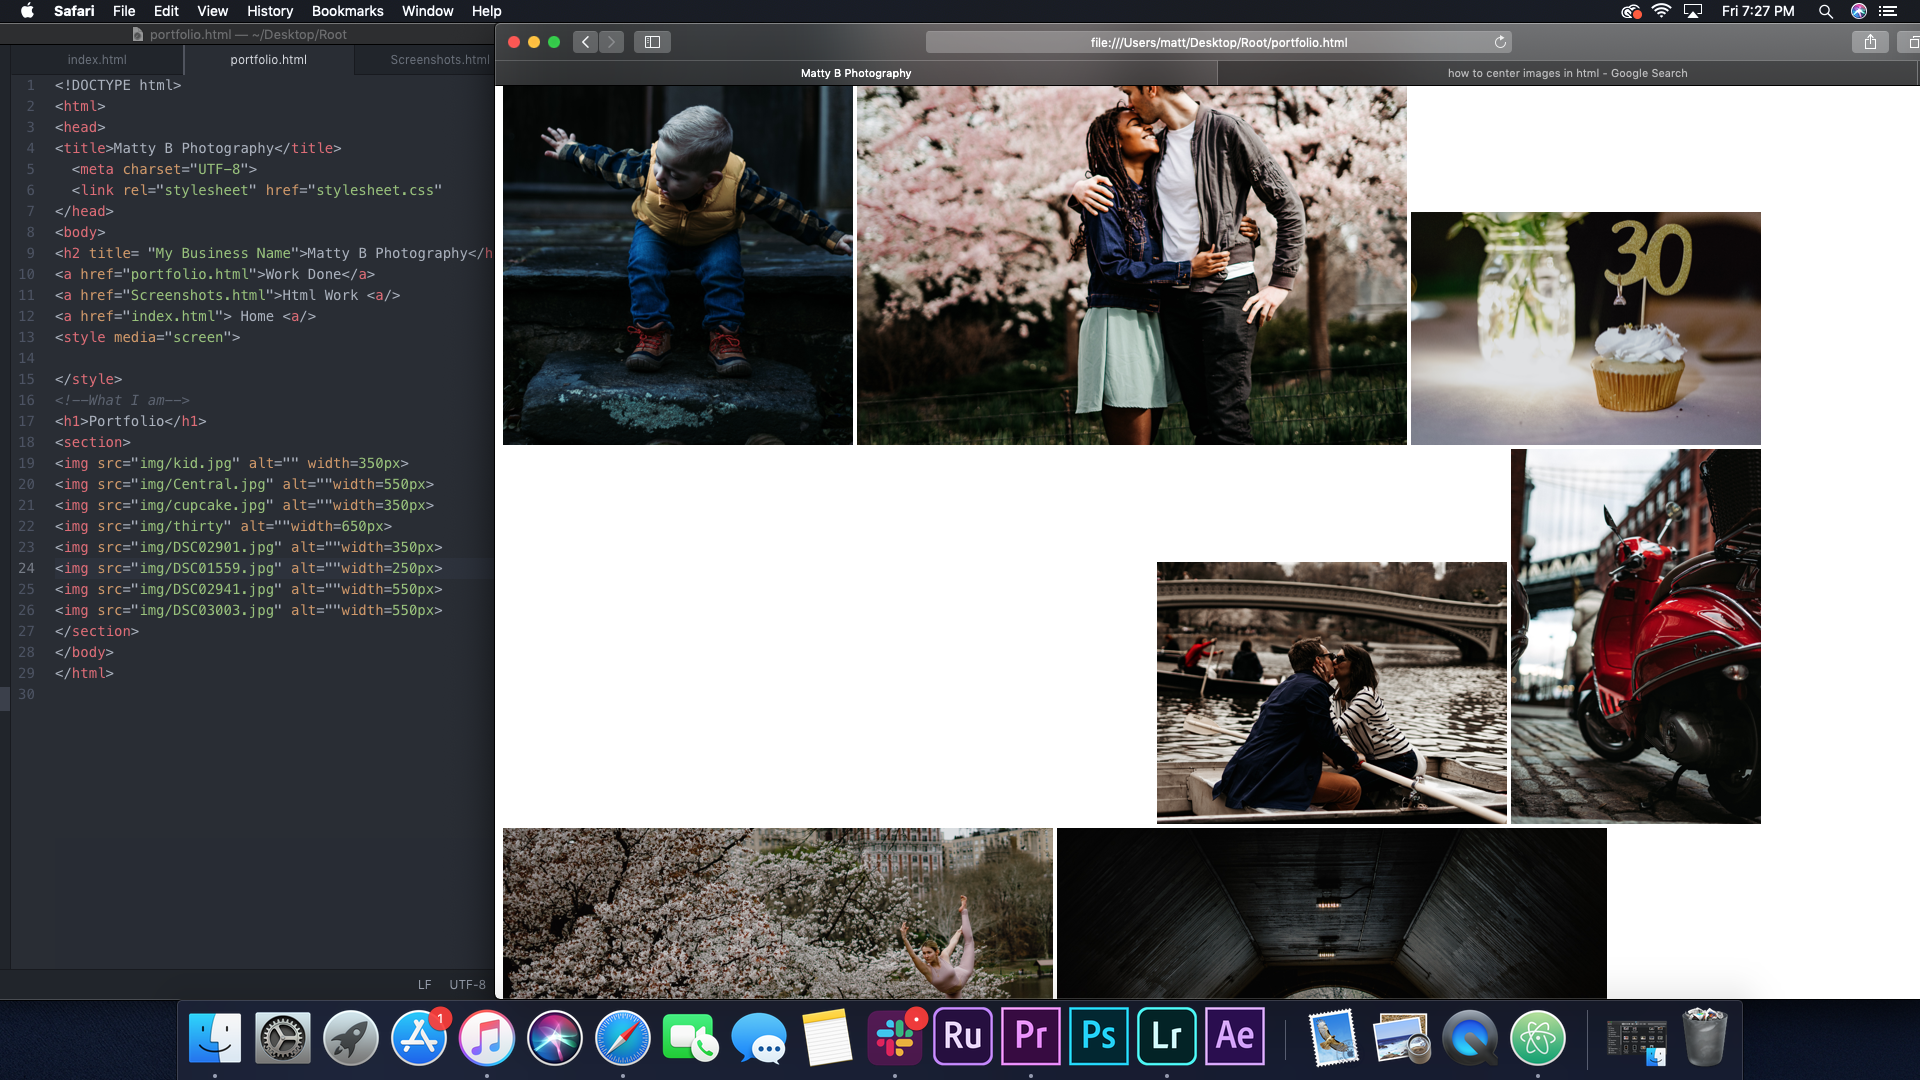 Safari File Edit View History Bookmarks Window Help
Fri 7:27 PM
portfolio.html — ~/Desktop/Root
index.html
portfolio.html
Screenshots.html
1 <!DOCTYPE html>
2 <html>
3 <head>
4 <title>Matty B Photography</title>
5 <meta charset="UTF-8">
6 <link rel="stylesheet" href="stylesheet.css"
7 </head>
8 <body>
9 <h2 title= "My Business Name">Matty B Photography</h
10 <a href="portfolio.html">Work Done</a>
11 <a href="Screenshots.html">Html Work <a/>
12 <a href="index.html"> Home <a/>
13 <style media="screen">
14
15 </style>
16 <!--What I am-->
17 <h1>Portfolio</h1>
18 <section>
19 <img src="img/kid.jpg" alt="" width=350px>
20 <img src="img/Central.jpg" alt=""width=550px>
21 <img src="img/cupcake.jpg" alt=""width=350px>
22 <img src="img/thirty" alt=""width=650px>
23 <img src="img/DSC02901.jpg" alt=""width=350px>
24 <img src="img/DSC01559.jpg" alt=""width=250px>
25 <img src="img/DSC02941.jpg" alt=""width=550px>
26 <img src="img/DSC03003.jpg" alt=""width=550px>
27 </section>
28 </body>
29 </html>
30
LF UTF-8
file:///Users/matt/Desktop/Root/portfolio.html
Matty B Photography
how to center images in html - Google Search
30
1
Ru
Pr
Ps
Lr
Ae